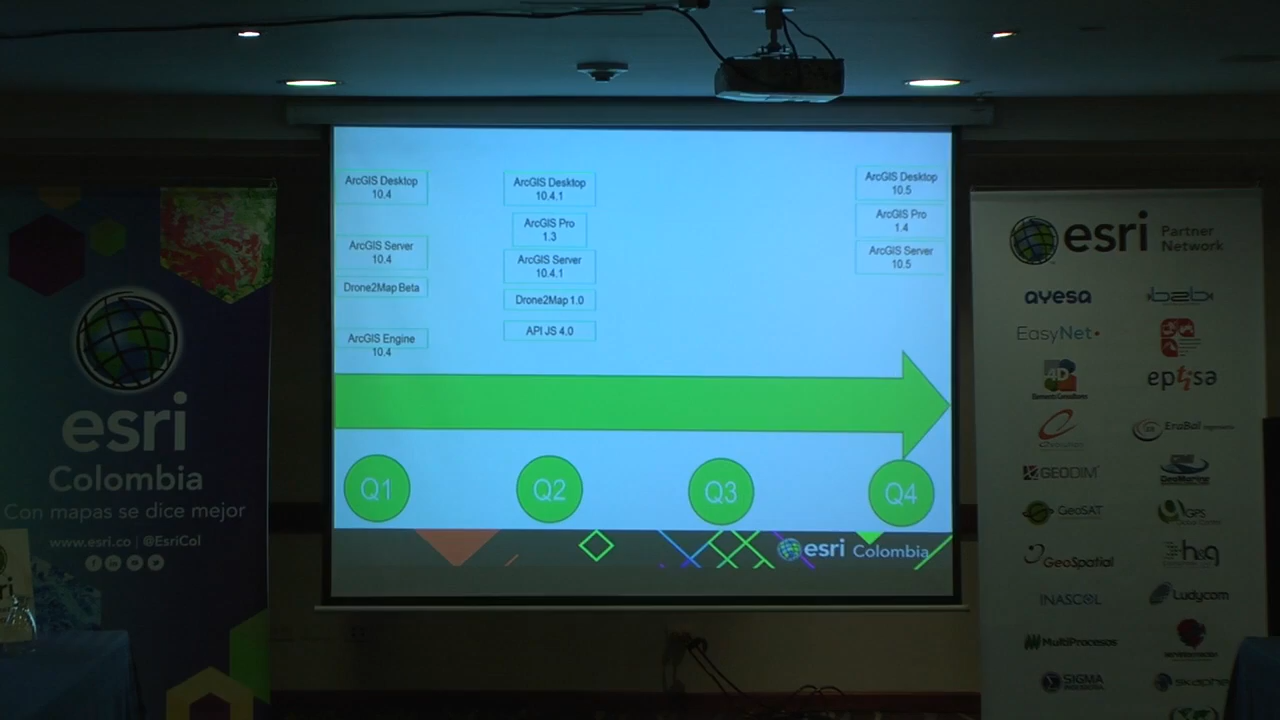 ArcGIS Desktop
10.4
ArcGIS Server
10.4
Drone2Map Beta
ArcGIS Engine
10.4
ArcGIS Desktop
10.4.1
ArcGIS Pro
1.3
ArcGIS Server
10.4.1
Drone2Map 1.0
API JS 4.0
ArcGIS Desktop
10.5
ArcGIS Pro
1.4
ArcGIS Server
10.5
Q1
Q2
Q3
Q4
esri Colombia
esri
Colombia
Con mapas se dice mejor
www.esri.co | @EsriCol
esri Partner
Network
ayesa
b2b
EasyNet
4D
eptisa
EraBal
GEODIM
GeoMarine
GeoSAT
GPS
GeoSpatial
h&g
INASCOL
Ludycom
MultiProcesos
SIGMA
skaphe